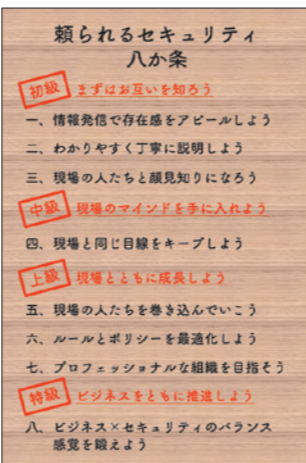 頼られるセキュリティ
八か条
初級 まずはお互いを知ろう
一、情報発信で存在感をアピールしよう
二、わかりやすく丁寧に説明しよう
三、現場の人たちと顔見知りになろう
中級 現場のマインドを手に入れよう
四、現場と同じ目線をキープしよう
上級 現場とともに成長しよう
五、現場の人たちを巻き込んでいこう
六、ルールとポリシーを最適化しよう
七、プロフェッショナルな組織を目指そう
特級 ビジネスをともに推進しよう
八、ビジネス×セキュリティのバランス
感覚を鍛えよう